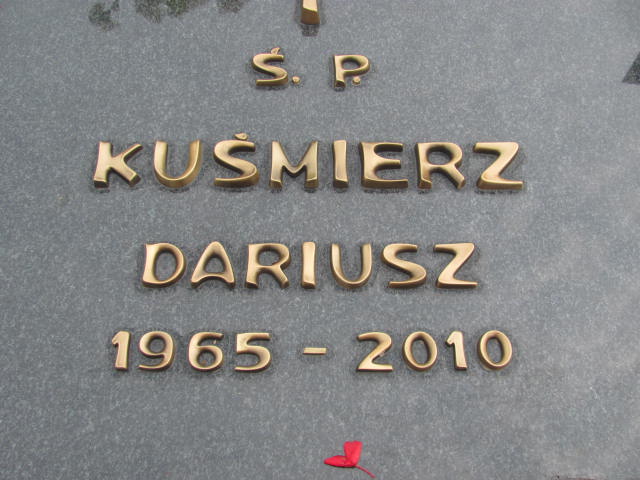 Ś. P.
KUŚMIERZ
DARIUSZ
1965 - 2010